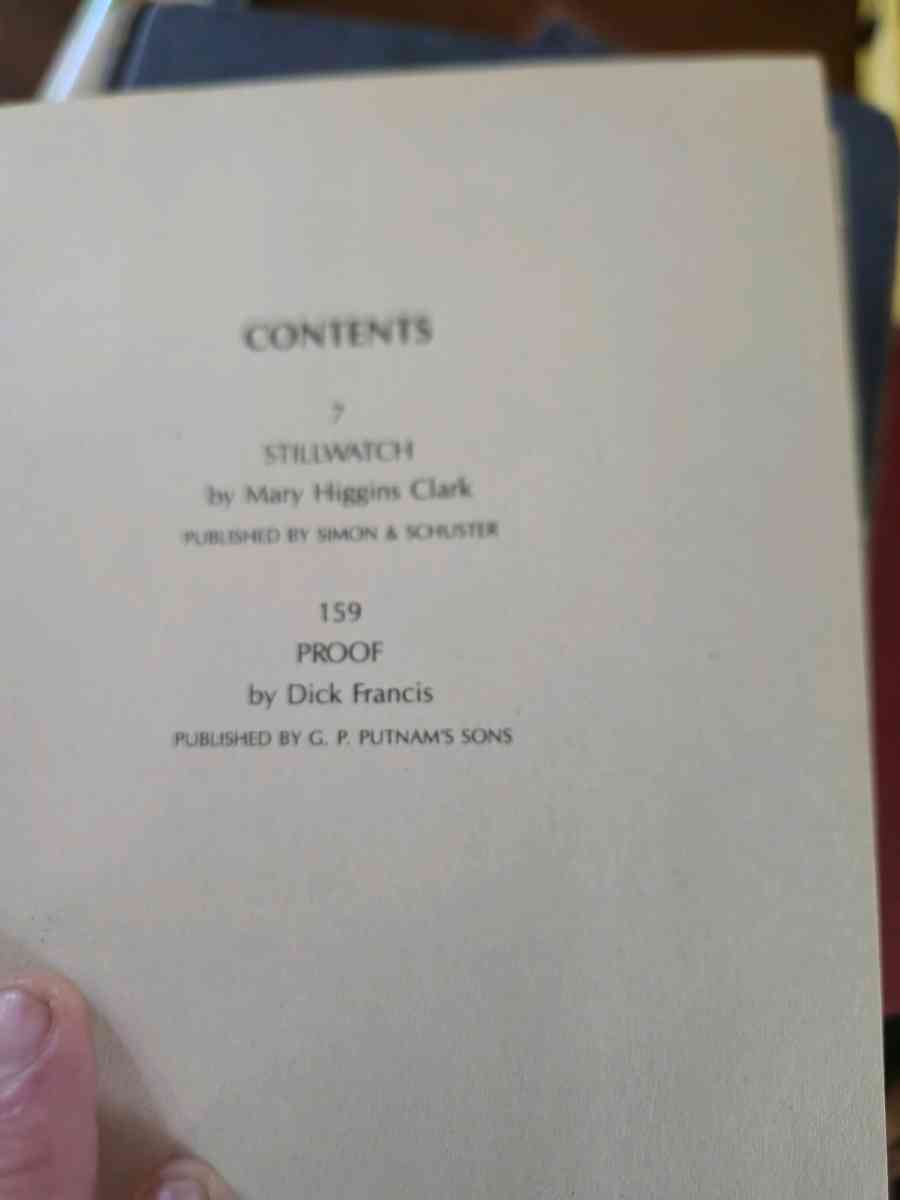 CONTENTS
7
STILLWATCH
by Mary Higgins Clark
PUBLISHED BY SIMON & SCHUSTER
159
PROOF
by Dick Francis
PUBLISHED BY G. P. PUTNAM'S SONS